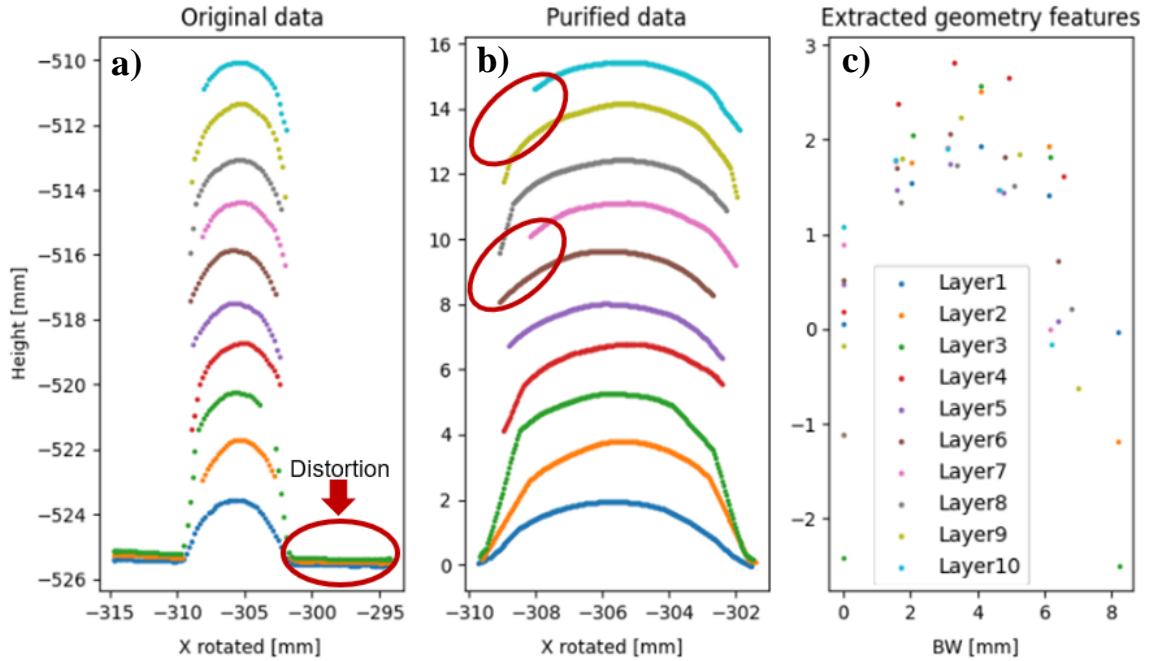 Original data
Purified data
Extracted geometry features
a)
b)
c)
Height [mm]
−510
−512
−514
−516
−518
−520
−522
−524
−526
Distortion
−315
−310
−305
−300
−295
X rotated [mm]
16
14
12
10
8
6
4
2
0
−310
−308
−306
−304
−302
X rotated [mm]
3
2
1
0
−1
−2
Layer1
Layer2
Layer3
Layer4
Layer5
Layer6
Layer7
Layer8
Layer9
Layer10
0
2
4
6
8
BW [mm]